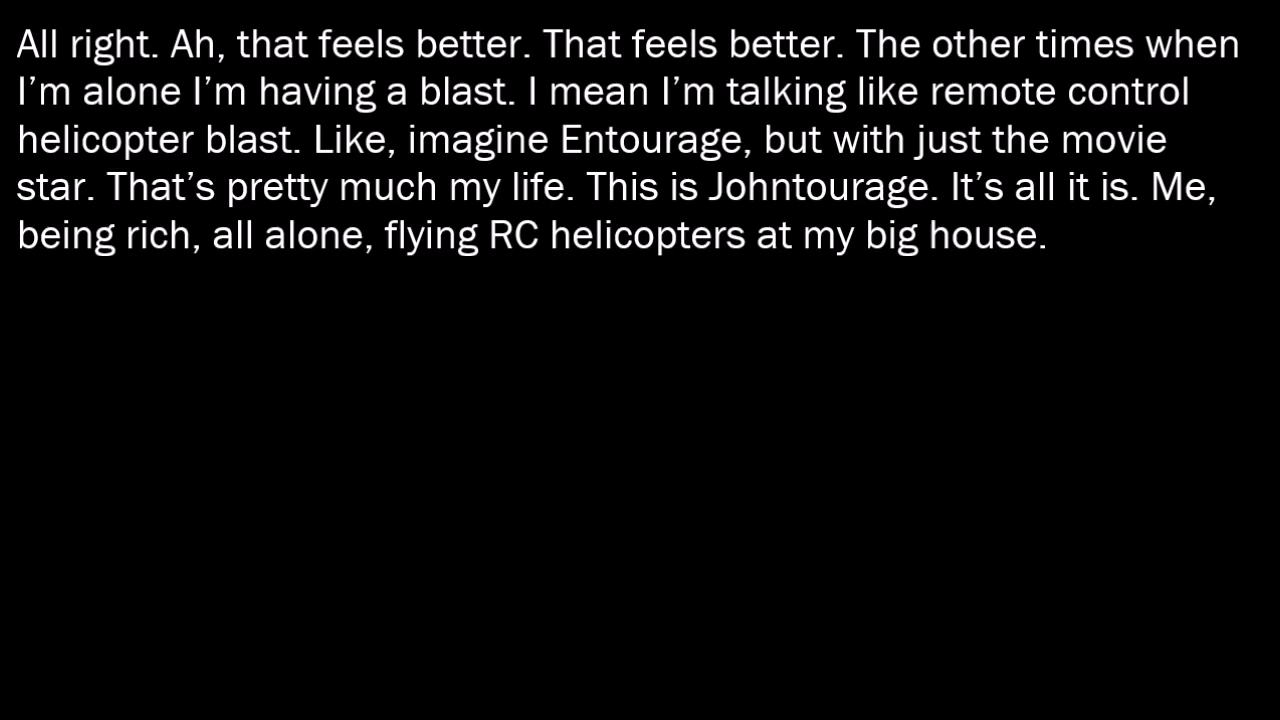 All right. Ah, that feels better. That feels better. The other times when
I’m alone I’m having a blast. I mean I’m talking like remote control
helicopter blast. Like, imagine Entourage, but with just the movie
star. That’s pretty much my life. This is Johntourage. It’s all it is. Me,
being rich, all alone, flying RC helicopters at my big house.